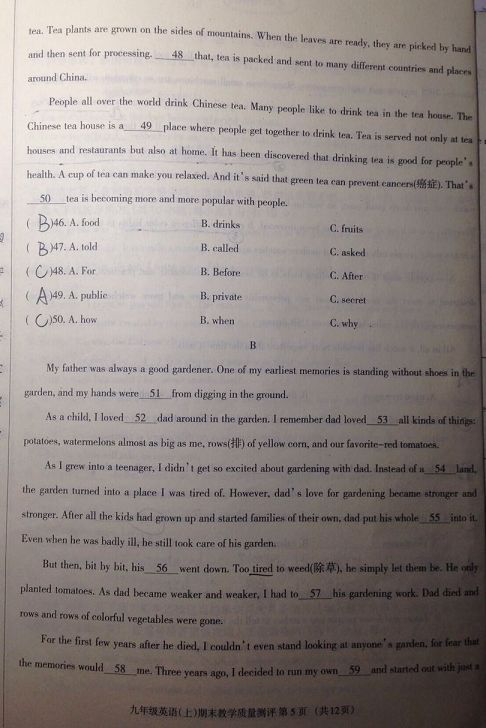 tea. Tea plants are grown on the sides of mountains. When the leaves are ready, they are picked by hand
and then sent for processing. 48 that, tea is packed and sent to many different countries and places
around China.
People all over the world drink Chinese tea. Many people like to drink tea in the tea house. The
Chinese tea house is a 49 place where people get together to drink tea. Tea is served not only at tea
houses and restaurants but also at home. It has been discovered that drinking tea is good for people's
health. A cup of tea can make you relaxed. And it's said that green tea can prevent cancers(癌症). That's
50 tea is becoming more and more popular with people.
( B )46. A. food B. drinks C. fruits
( B )47. A. told B. called C. asked
( C )48. A. For B. Before C. After
( A )49. A. public B. private C. secret
( C )50. A. how B. when C. why
B
My father was always a good gardener. One of my earliest memories is standing without shoes in the
garden, and my hands were 51 from digging in the ground.
As a child, I loved 52 dad around in the garden. I remember dad loved 53 all kinds of things:
potatoes, watermelons almost as big as me, rows(排) of yellow corn, and our favorite-red tomatoes.
As I grew into a teenager, I didn't get so excited about gardening with dad. Instead of a 54 land,
the garden turned into a place I was tired of. However, dad's love for gardening became stronger and
stronger. After all the kids had grown up and started families of their own, dad put his whole 55 into it.
Even when he was badly ill, he still took care of his garden.
But then, bit by bit, his 56 went down. Too tired to weed(除草), he simply let them be. He only
planted tomatoes. As dad became weaker and weaker, I had to 57 his gardening work. Dad died and
rows and rows of colorful vegetables were gone.
For the first few years after he died, I couldn't even stand looking at anyone's garden, for fear that
the memories would 58 me. Three years ago, I decided to run my own 59 and started out with just a
九年级英语(上)期末教学质量测评 第5页 (共12页)